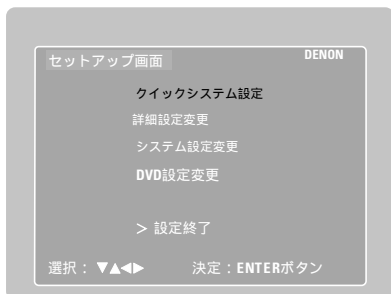 セットアップ画面 DENON
クイックシステム設定
詳細設定変更
システム設定変更
DVD設定変更
> 設定終了
選択：▼▲◀▶ 決定：ENTERボタン